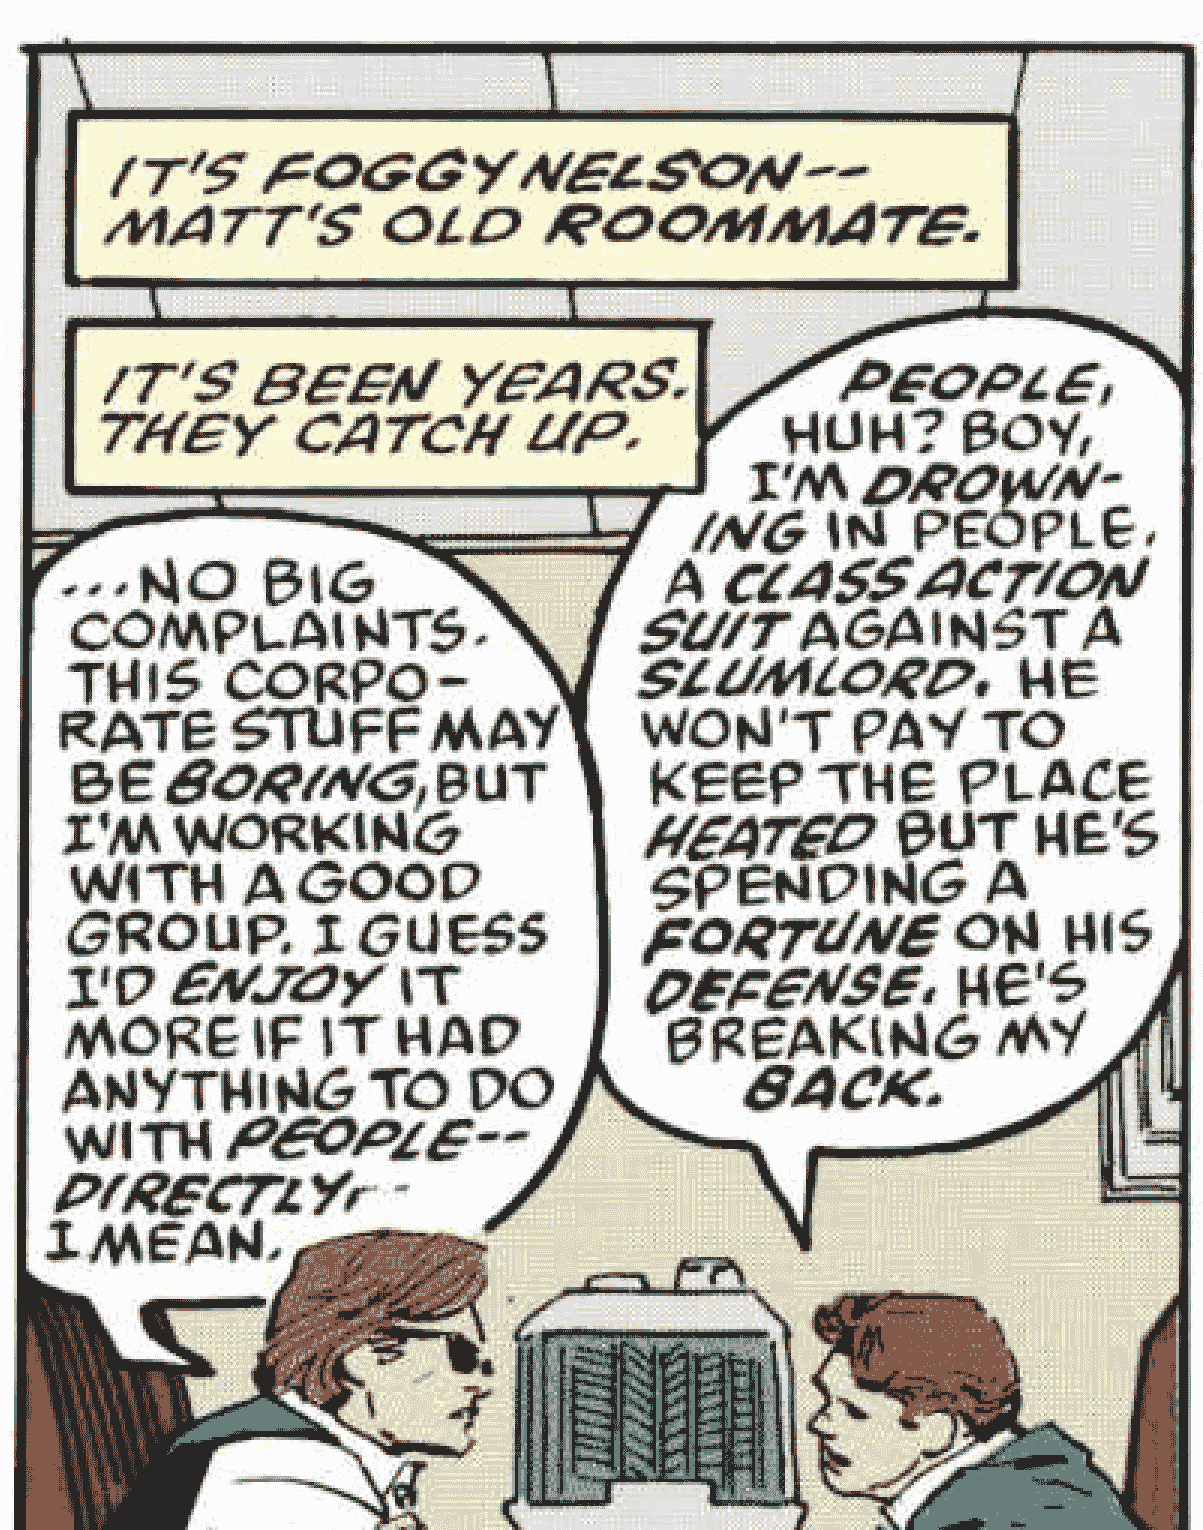 IT'S FOGGY NELSON--
MATT'S OLD ROOMMATE.
IT'S BEEN YEARS.
THEY CATCH UP.
...NO BIG
COMPLAINTS.
THIS CORPO-
RATE STUFF MAY
BE BORING, BUT
I'M WORKING
WITH A GOOD
GROUP. I GUESS
I'D ENJOY IT
MORE IF IT HAD
ANYTHING TO DO
WITH PEOPLE--
DIRECTLY, --
I MEAN.
PEOPLE,
HUH? BOY,
I'M DROWN-
ING IN PEOPLE.
A CLASS ACTION
SUIT AGAINST A
SLUMLORD. HE
WON'T PAY TO
KEEP THE PLACE
HEATED BUT HE'S
SPENDING A
FORTUNE ON HIS
DEFENSE. HE'S
BREAKING MY
BACK.